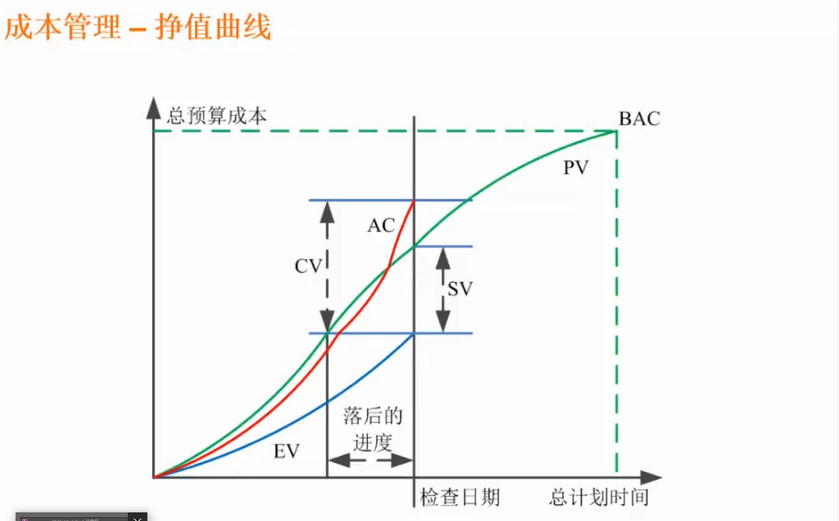 成本管理 – 挣值曲线
总预算成本
BAC
PV
AC
CV
SV
落后的
进度
EV
检查日期
总计划时间